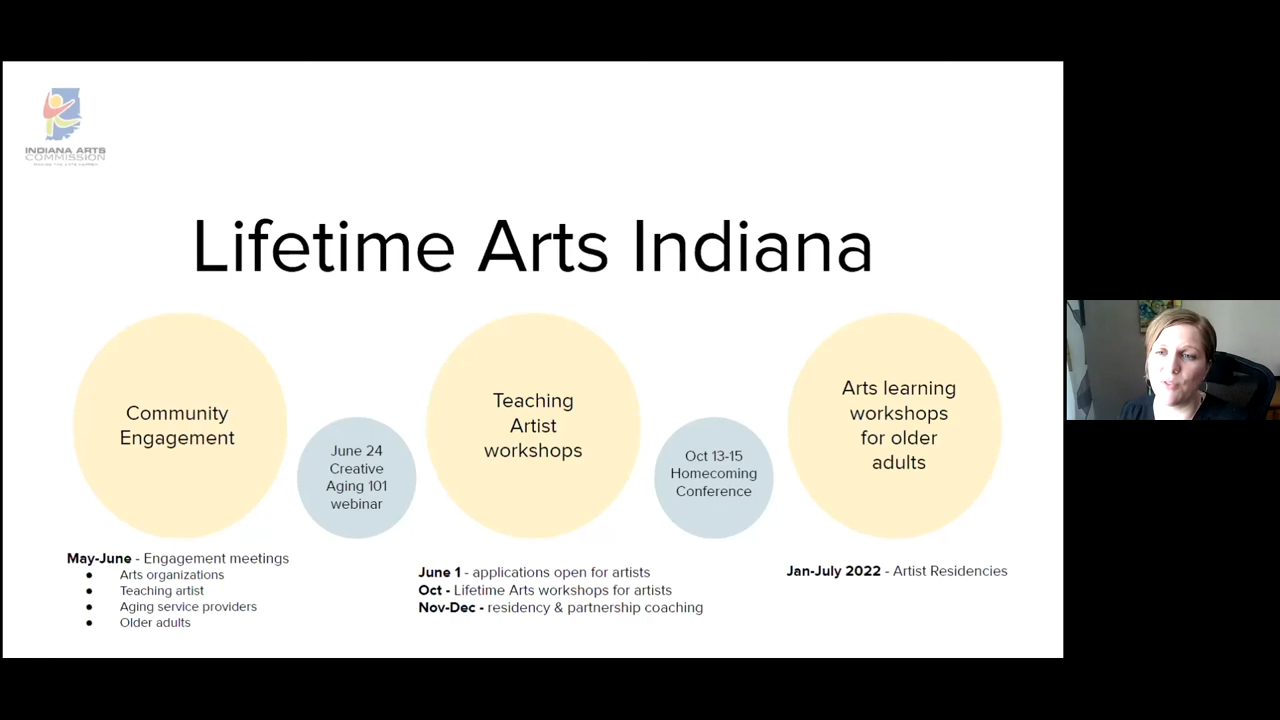 INDIANA ARTS
COMMISSION
Lifetime Arts Indiana
Community
Engagement
June 24
Creative
Aging 101
webinar
Teaching
Artist
workshops
Oct 13-15
Homecoming
Conference
Arts learning
workshops
for older
adults
May-June - Engagement meetings
● Arts organizations
● Teaching artist
● Aging service providers
● Older adults
June 1 - applications open for artists
Oct - Lifetime Arts workshops for artists
Nov-Dec - residency & partnership coaching
Jan-July 2022 - Artist Residencies